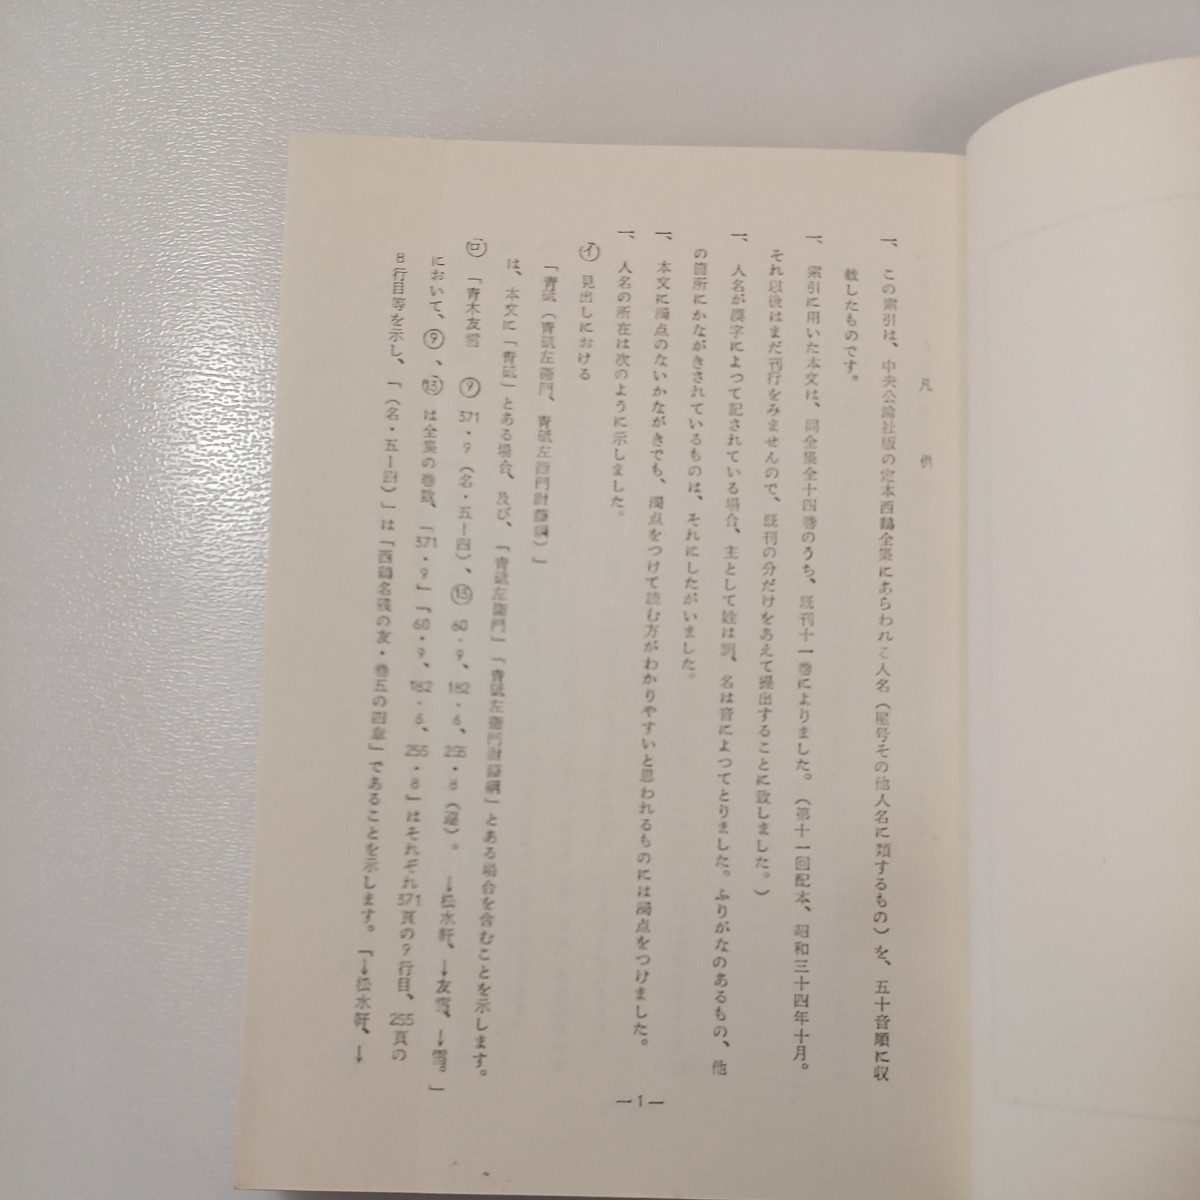 凡例
一、この索引は、中央公論社版の定本西鶴全集にあらわれる人名（屋号その他人名に類するもの）を、五十音順に収
載したものです。
一、索引に用いた本文は、同全集全十四巻のうち、既刊十一巻によりました。（第十一回配本、昭和三十四年十月。
それ以後はまだ刊行をみませんので、既刊の分だけをあえて提出することに致しました。）
一、人名が漢字によつて記されている場合、主として姓は訓、名は音によつてとりました。ふりがなのあるもの、他
の箇所にかながきされているものは、それにしたがいました。
一、本文に濁点のないかながきでも、濁点をつけて読む方がわかりやすいと思われるものには濁点をつけました。
一、人名の所在は次のように示しました。
㋑ 見出しにおける
「青砥（青砥左衛門、青砥左衛門尉藤綱）」
は、本文に「青砥」とある場合、及び、「青砥左衛門」「青砥左衛門尉藤綱」とある場合を含むことを示します。
㋺ 「青木友雪 ⑨ 371・9（名・五ー四）、⑬ 60・9、182・6、255・8（遠）。 →松水軒、→友雪、→雪。」
において、⑨、⑬は全集の巻数、「371・9」「60・9、182・6、255・8」はそれぞれ371頁の9行目、255頁の
8行目等を示し、「（名・五ー四）」は「西鶴名残の友・巻五の四章」であることを示します。「→松水軒、→
—1—